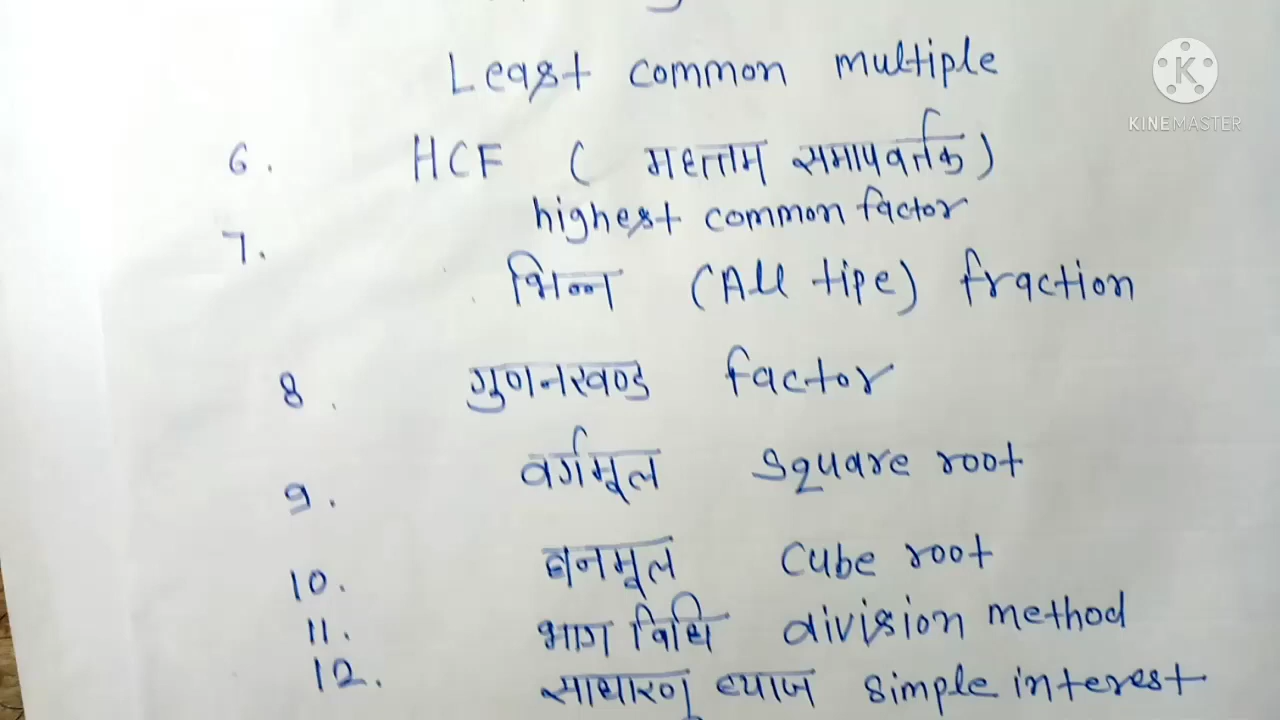 Least common multiple
K
KINEMASTER
6. HCF ( महत्तम समापवर्तक )
highest common factor
7. भिन्न (All tipe) fraction
8. गुणनखण्ड factor
9. वर्गमूल square root
10. घनमूल cube root
11. भाग विधि division method
12. साधारण ब्याज simple interest